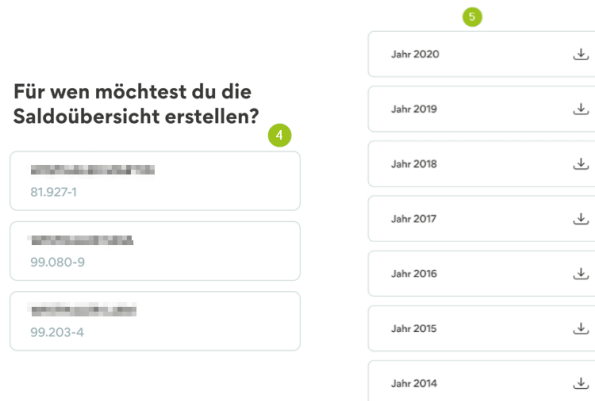 Für wen möchtest du die
Saldoübersicht erstellen?
4
81.927-1
99.080-9
99.203-4
5
Jahr 2020
Jahr 2019
Jahr 2018
Jahr 2017
Jahr 2016
Jahr 2015
Jahr 2014